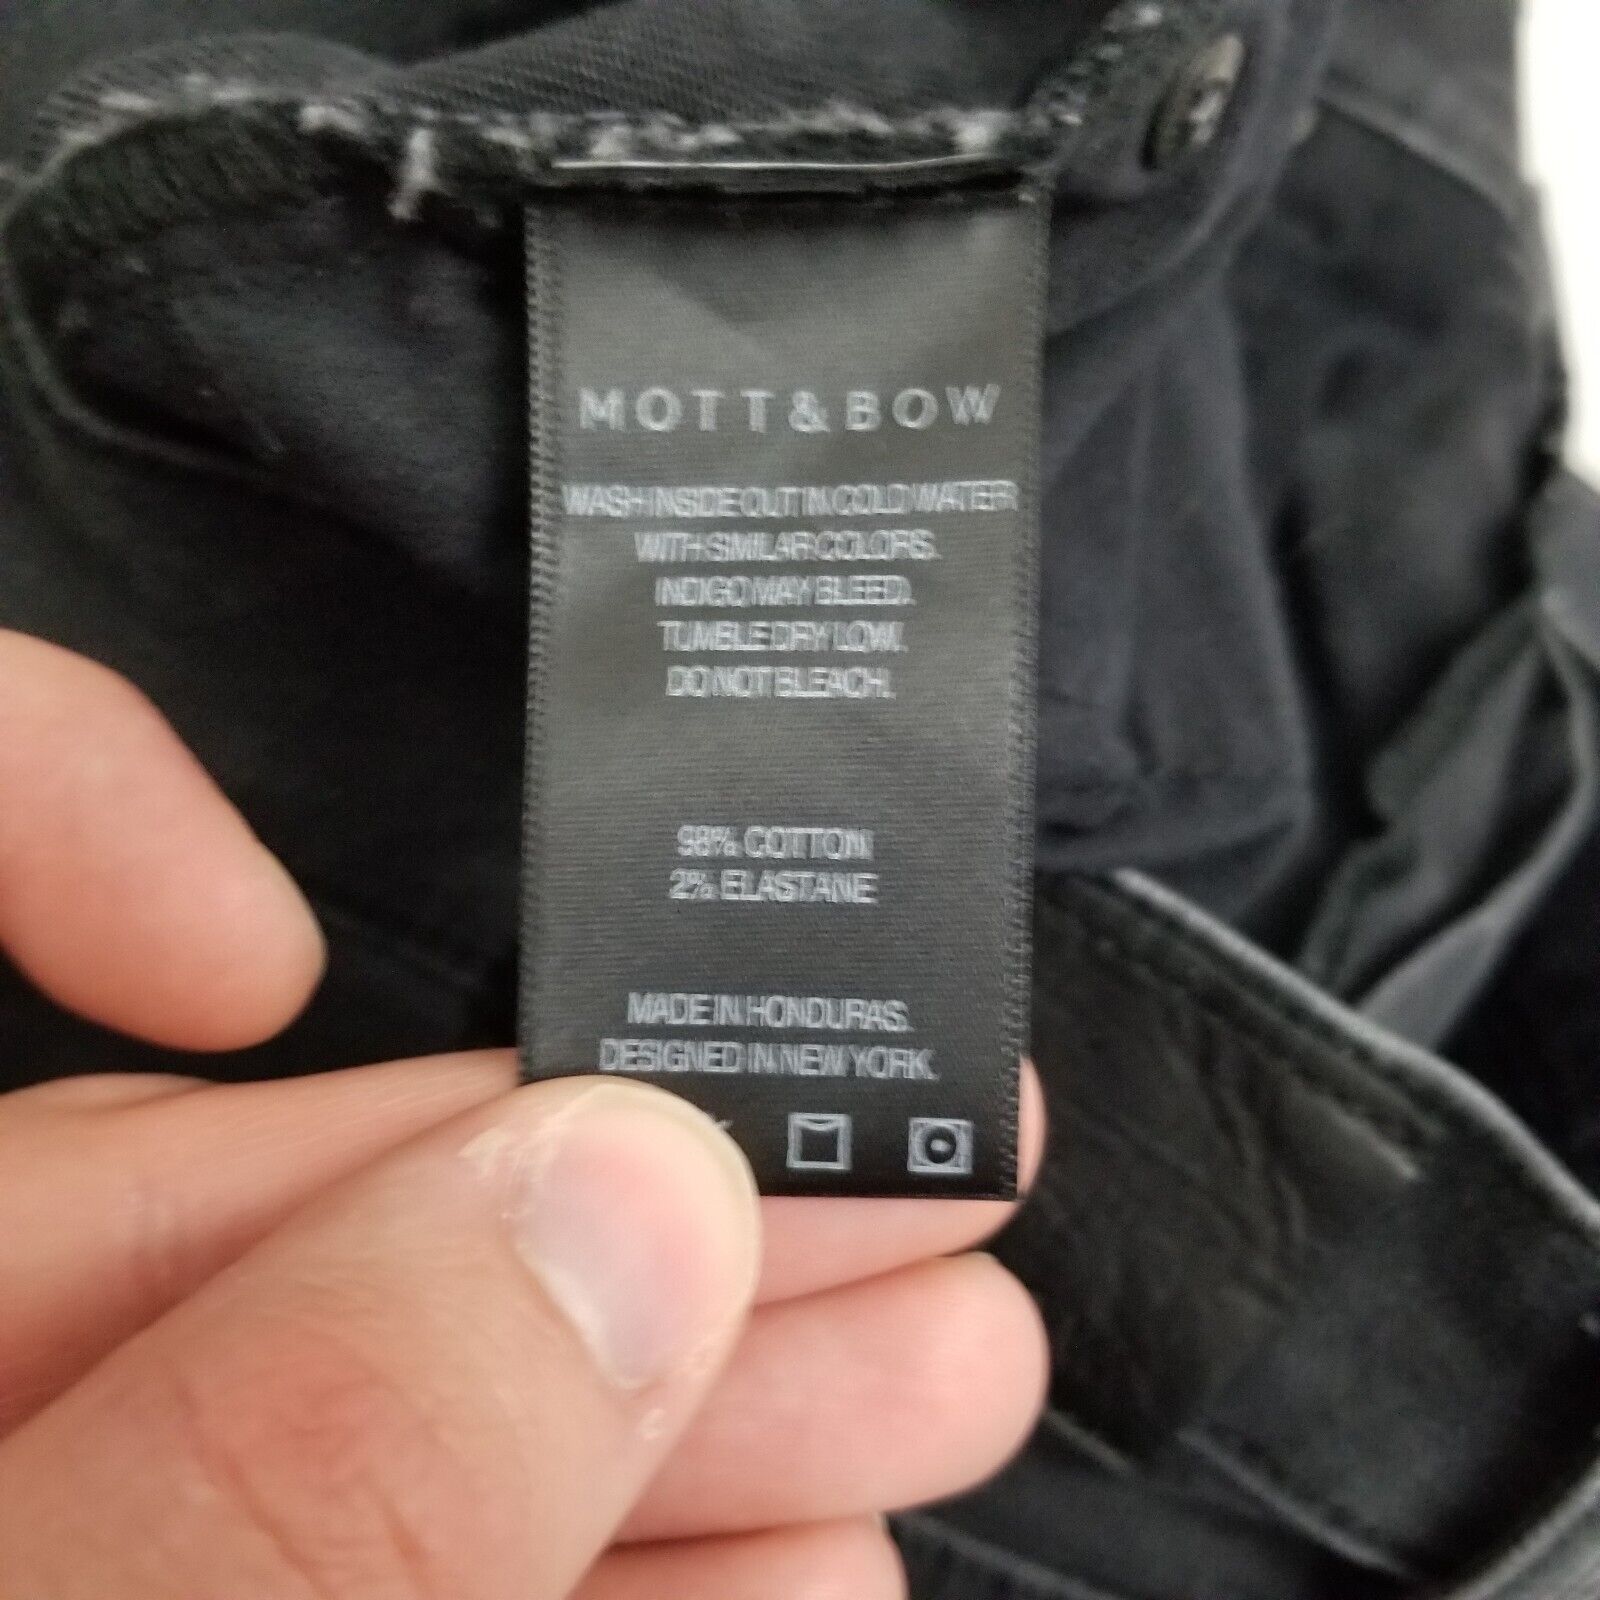 MOTT & BOW
WASH INSIDE OUT IN COLD WATER
WITH SIMILAR COLORS.
INDIGO MAY BLEED.
TUMBLE DRY LOW.
DO NOT BLEACH.
98% COTTON
2% ELASTANE
MADE IN HONDURAS.
DESIGNED IN NEW YORK.